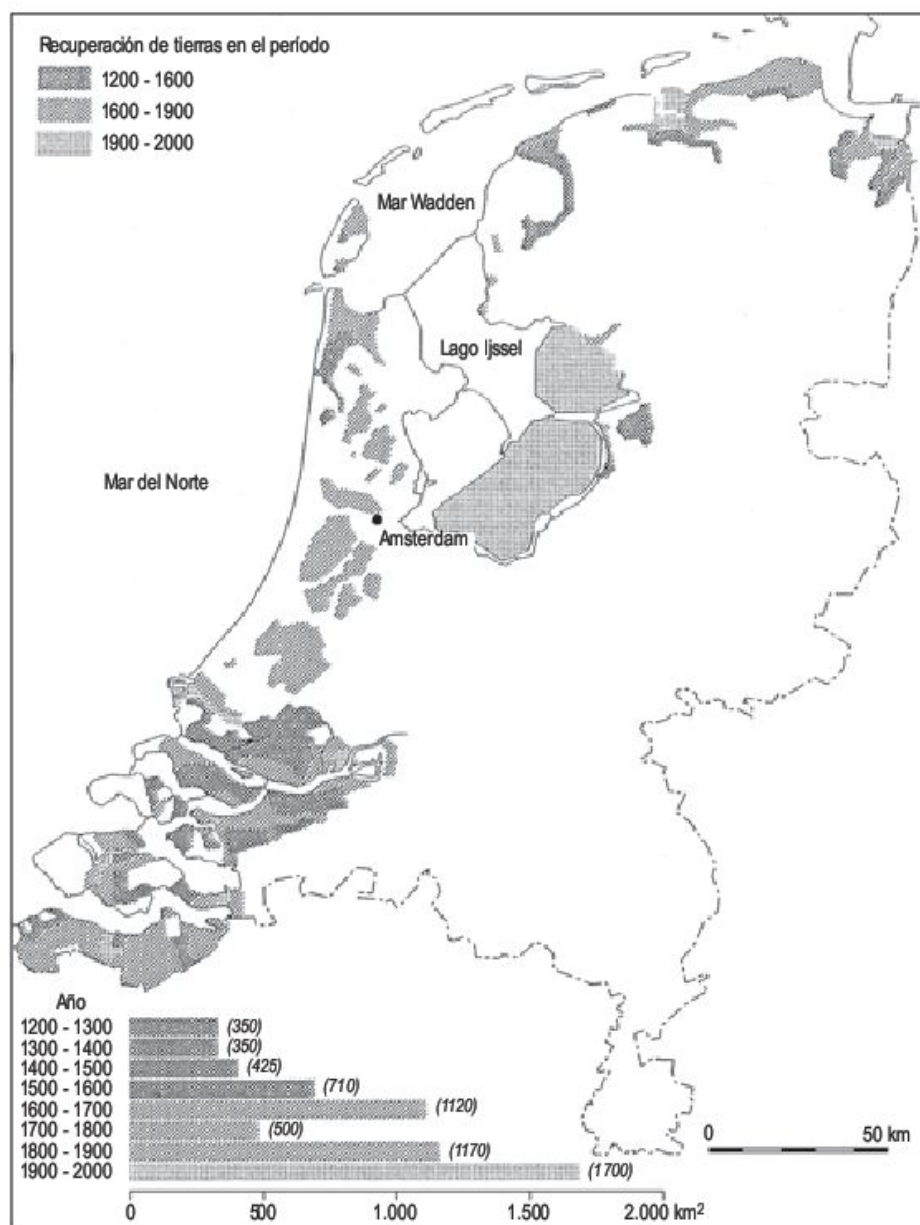 Recuperación de tierras en el período
1200 - 1600
1600 - 1900
1900 - 2000
Mar Wadden
Lago Ijssel
Mar del Norte
Amsterdam
Año
1200 - 1300 (350)
1300 - 1400 (350)
1400 - 1500 (425)
1500 - 1600 (710)
1600 - 1700 (1120)
1700 - 1800 (500)
1800 - 1900 (1170)
1900 - 2000 (1700)
0 50 km
0 500 1.000 1.500 2.000 km²